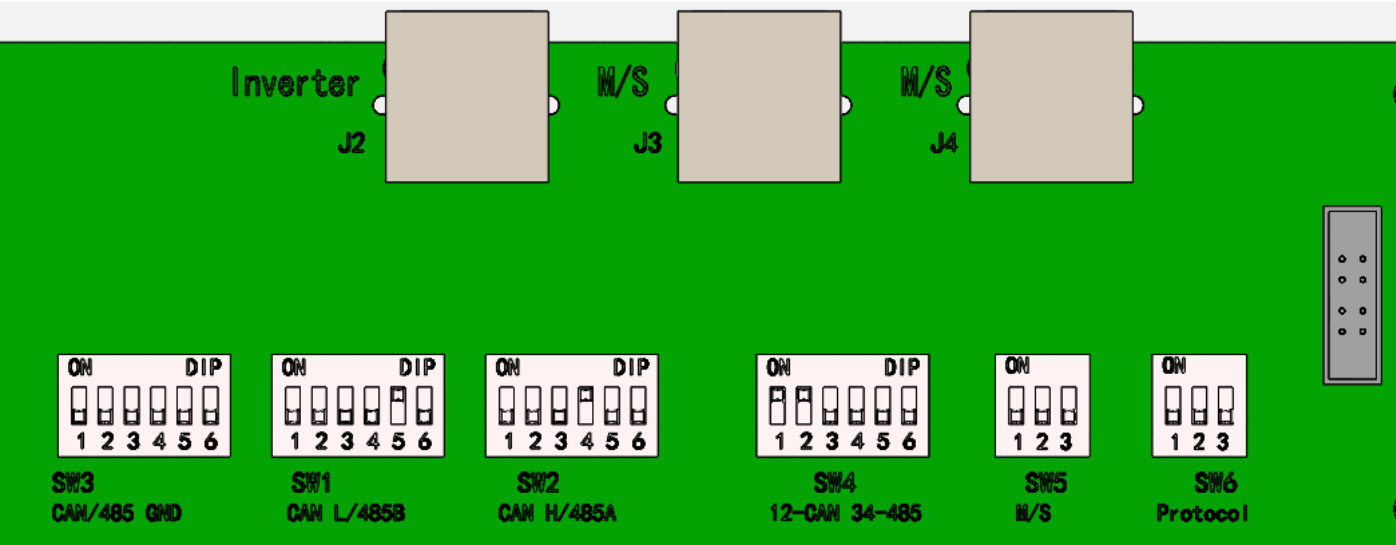 Inverter
J2
M/S
J3
M/S
J4
ON DIP
1 2 3 4 5 6
SW3
CAN/485 GND
ON DIP
1 2 3 4 5 6
SW1
CAN L/485B
ON DIP
1 2 3 4 5 6
SW2
CAN H/485A
ON DIP
1 2 3 4 5 6
SW4
12-CAN 34-485
ON
1 2 3
SW5
M/S
ON
1 2 3
SW6
Protocol